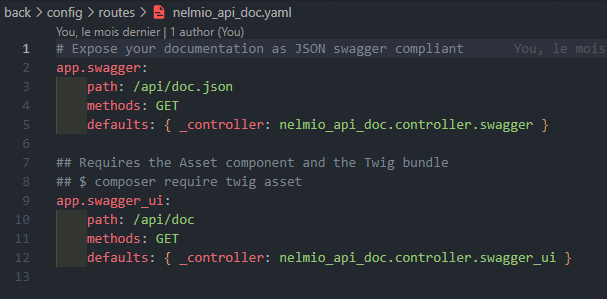 back > config > routes > nelmio_api_doc.yaml
You, le mois dernier | 1 author (You)
1 # Expose your documentation as JSON swagger compliant You, le mois
2 app.swagger:
3 path: /api/doc.json
4 methods: GET
5 defaults: { _controller: nelmio_api_doc.controller.swagger }
6
7 ## Requires the Asset component and the Twig bundle
8 ## $ composer require twig asset
9 app.swagger_ui:
10 path: /api/doc
11 methods: GET
12 defaults: { _controller: nelmio_api_doc.controller.swagger_ui }
13